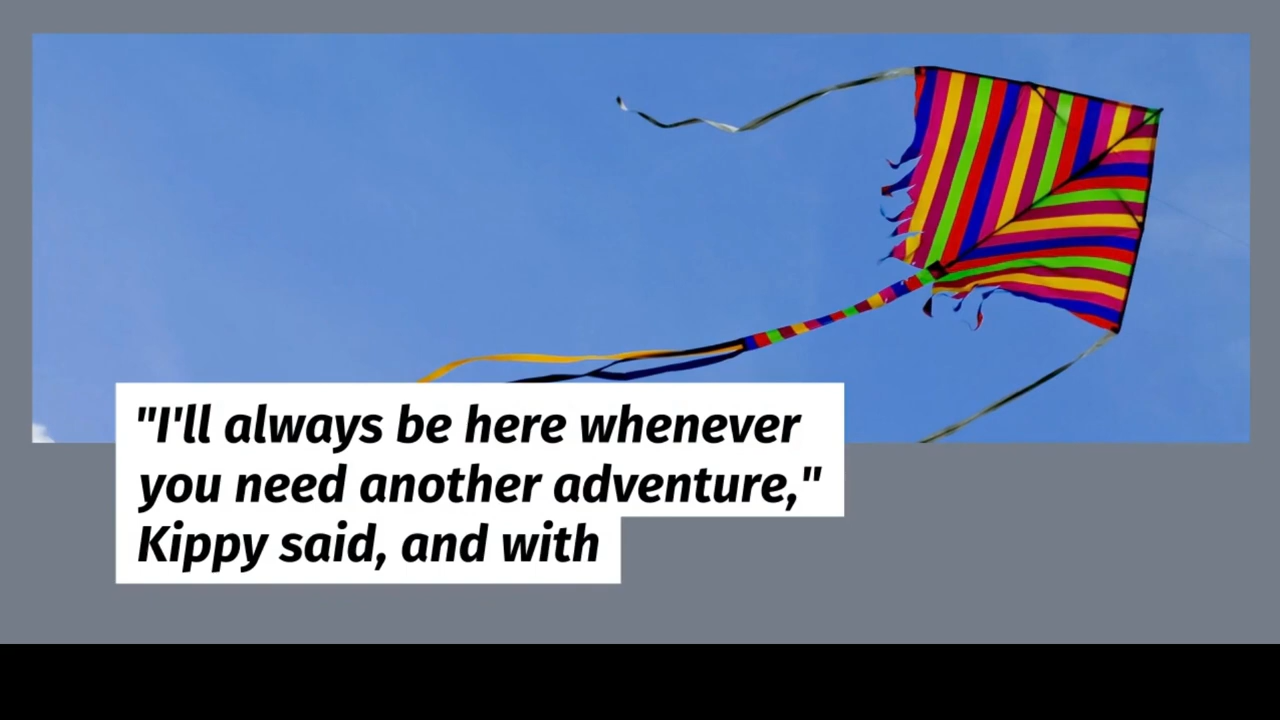 "I'll always be here whenever
you need another adventure,"
Kippy said, and with